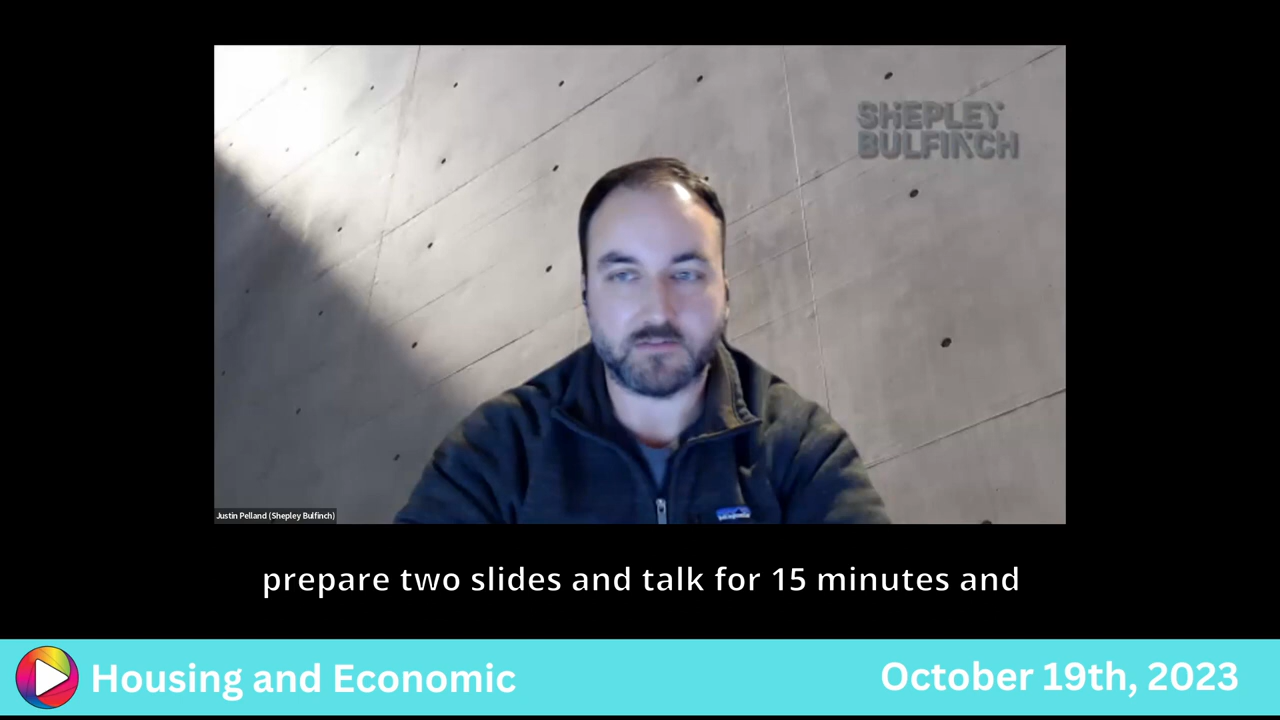 SHEPLEY
BULFINCH
Justin Pelland (Shepley Bulfinch)
prepare two slides and talk for 15 minutes and
Housing and Economic
October 19th, 2023